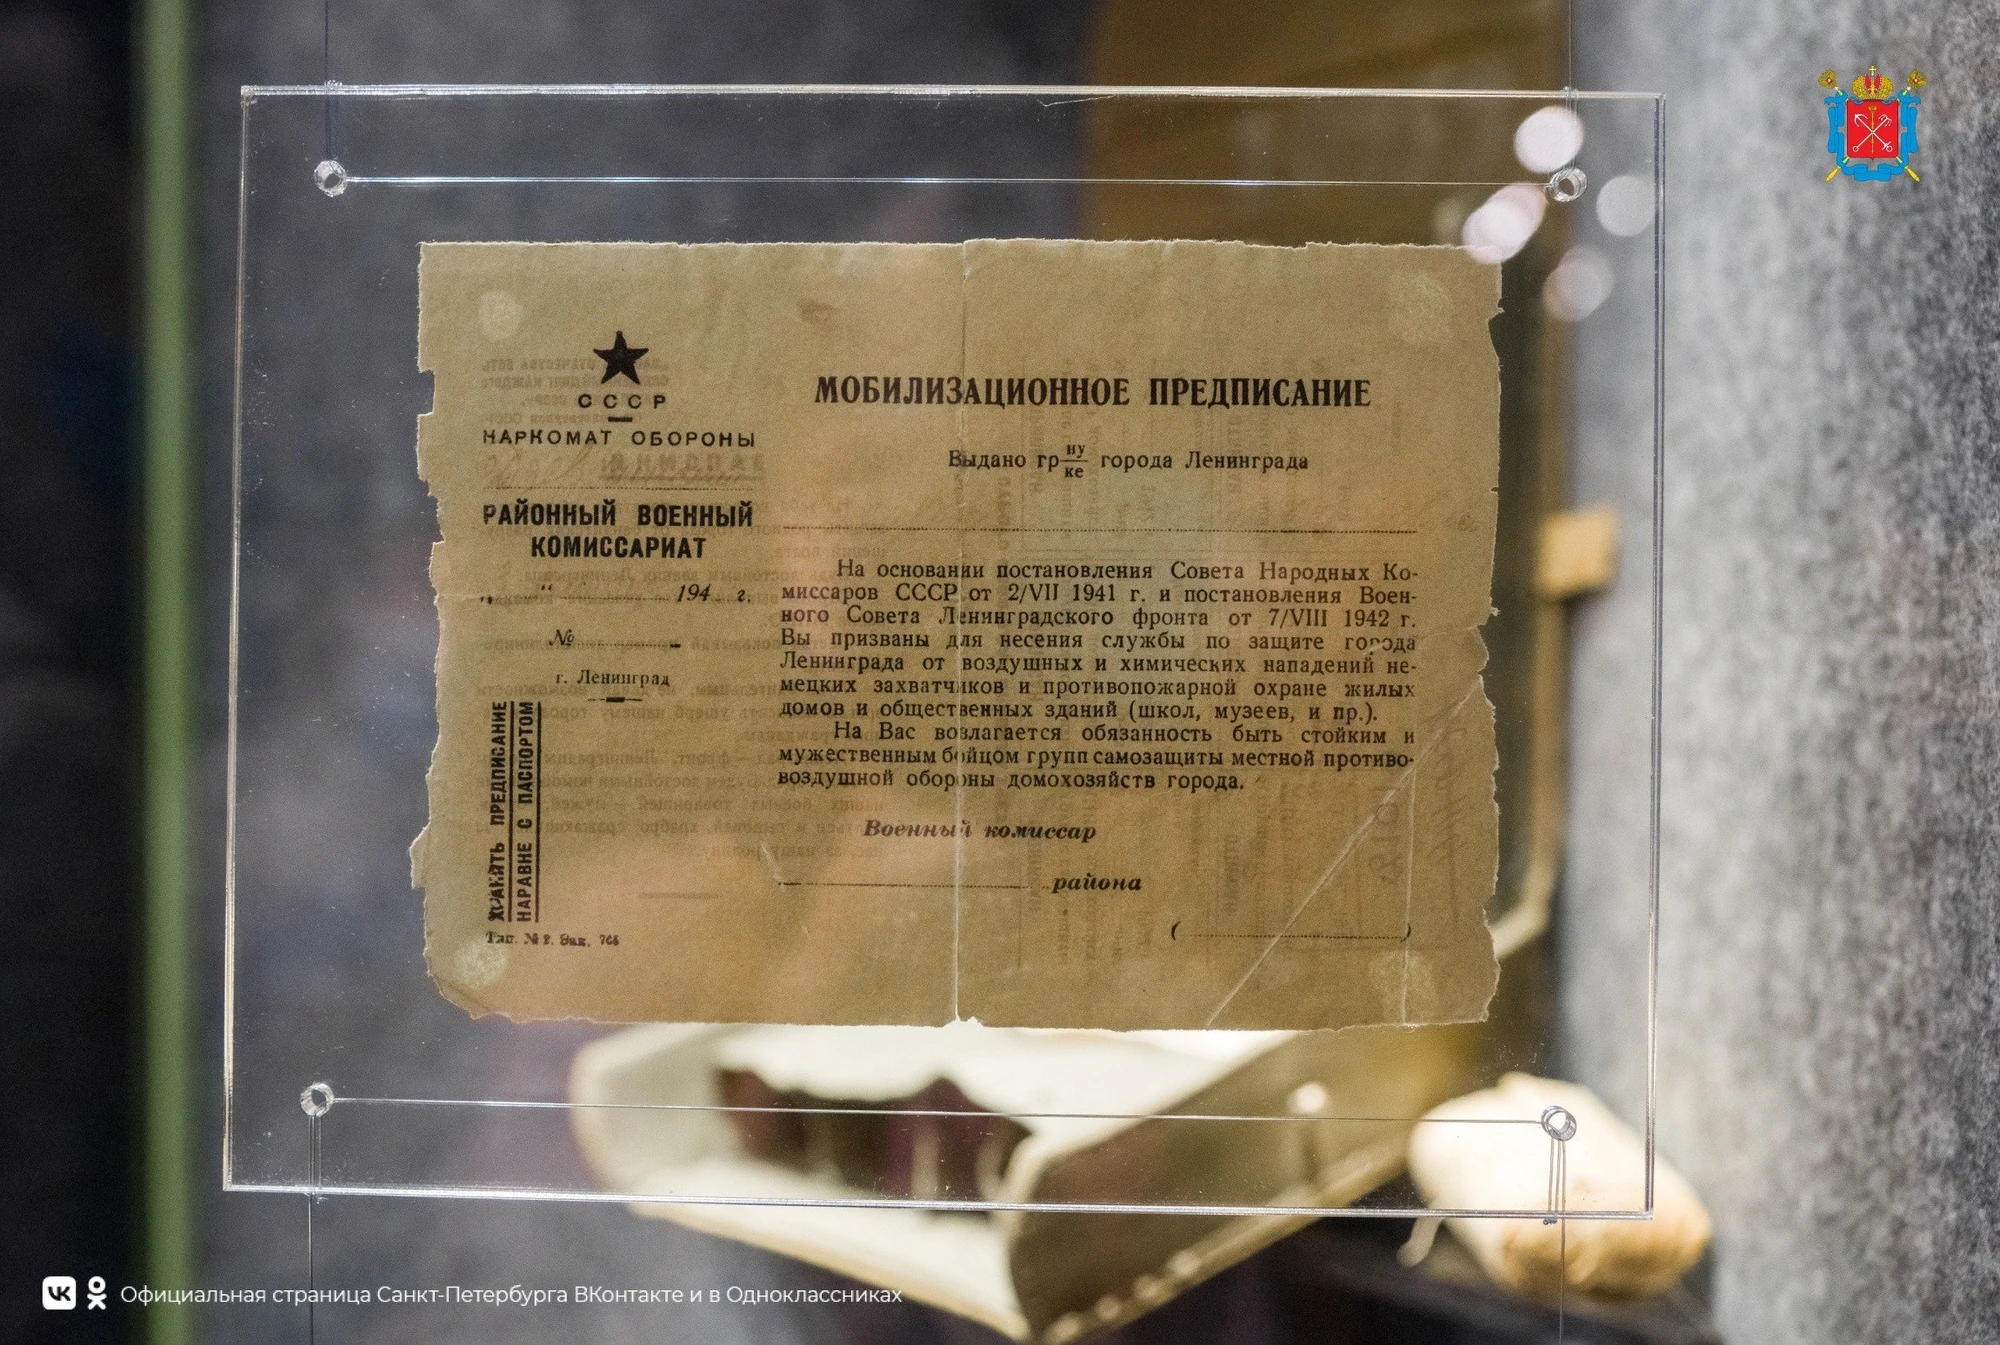 СССР
НАРКОМАТ ОБОРОНЫ
РАЙОННЫЙ ВОЕННЫЙ
КОМИССАРИАТ
„ “ 194 г.
№
г. Ленинград
ХРАНИТЬ ПРЕДПИСАНИЕ
НАРАВНЕ С ПАСПОРТОМ
Тип. № 2. Зак.
МОБИЛИЗАЦИОННОЕ ПРЕДПИСАНИЕ
Выдано гр ну/ке города Ленинграда
На основании постановления Совета Народных Ко-
миссаров СССР от 2/VII 1941 г. и постановления Воен-
ного Совета Ленинградского фронта от 7/VIII 1942 г.
Вы призваны для несения службы по защите города
Ленинграда от воздушных и химических нападений не-
мецких захватчиков и противопожарной охране жилых
домов и общественных зданий (школ, музеев, и пр.).
На Вас возлагается обязанность быть стойким и
мужественным бойцом групп самозащиты местной противо-
воздушной обороны домохозяйств города.
Военный комиссар
района
( )
Официальная страница Санкт-Петербурга ВКонтакте и в Одноклассниках